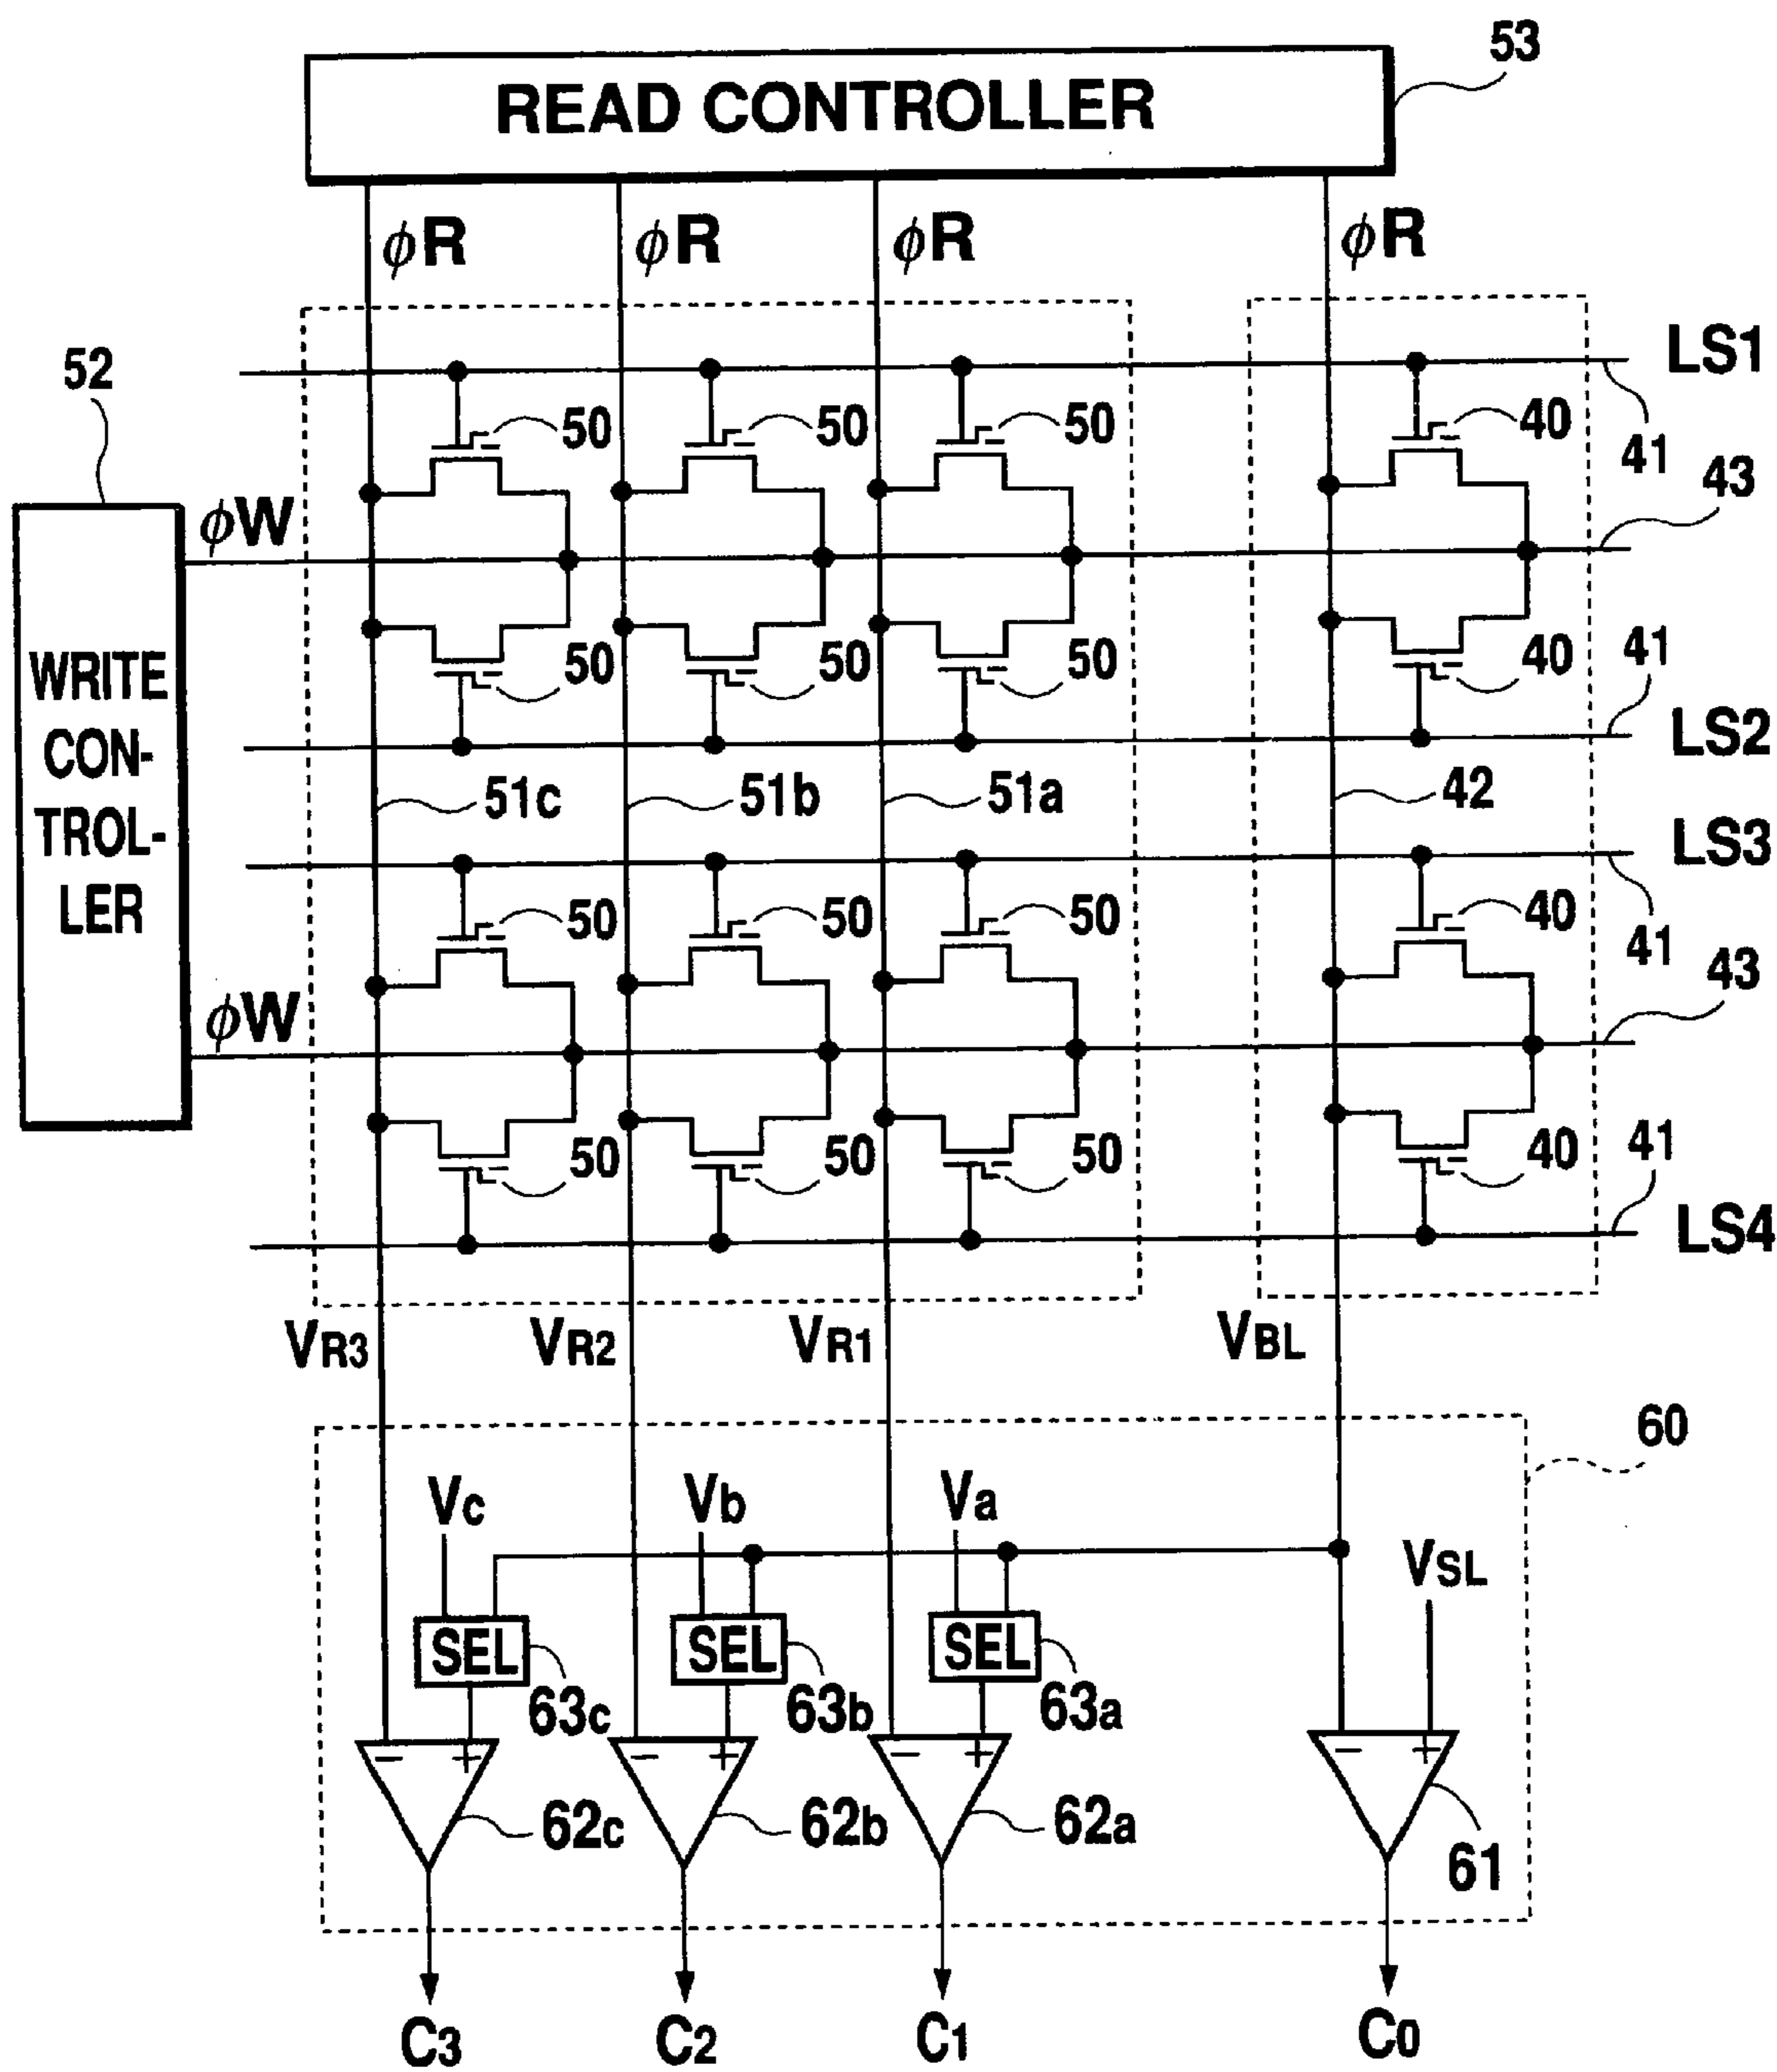 53
READ CONTROLLER
ϕR ϕR ϕR ϕR
LS1
52
50 50 50 40
41
43
ϕW
50 50 50 40
41
WRITE
CON-
TROL-
LER
LS2
51c 51b 51a 42
LS3
50 50 50 40
41
43
ϕW
50 50 50 40
41
LS4
VR3 VR2 VR1 VBL
60
Vc Vb Va VSL
SEL SEL SEL
63c 63b 63a
− + − + − + − +
62c 62b 62a 61
C3 C2 C1 C0